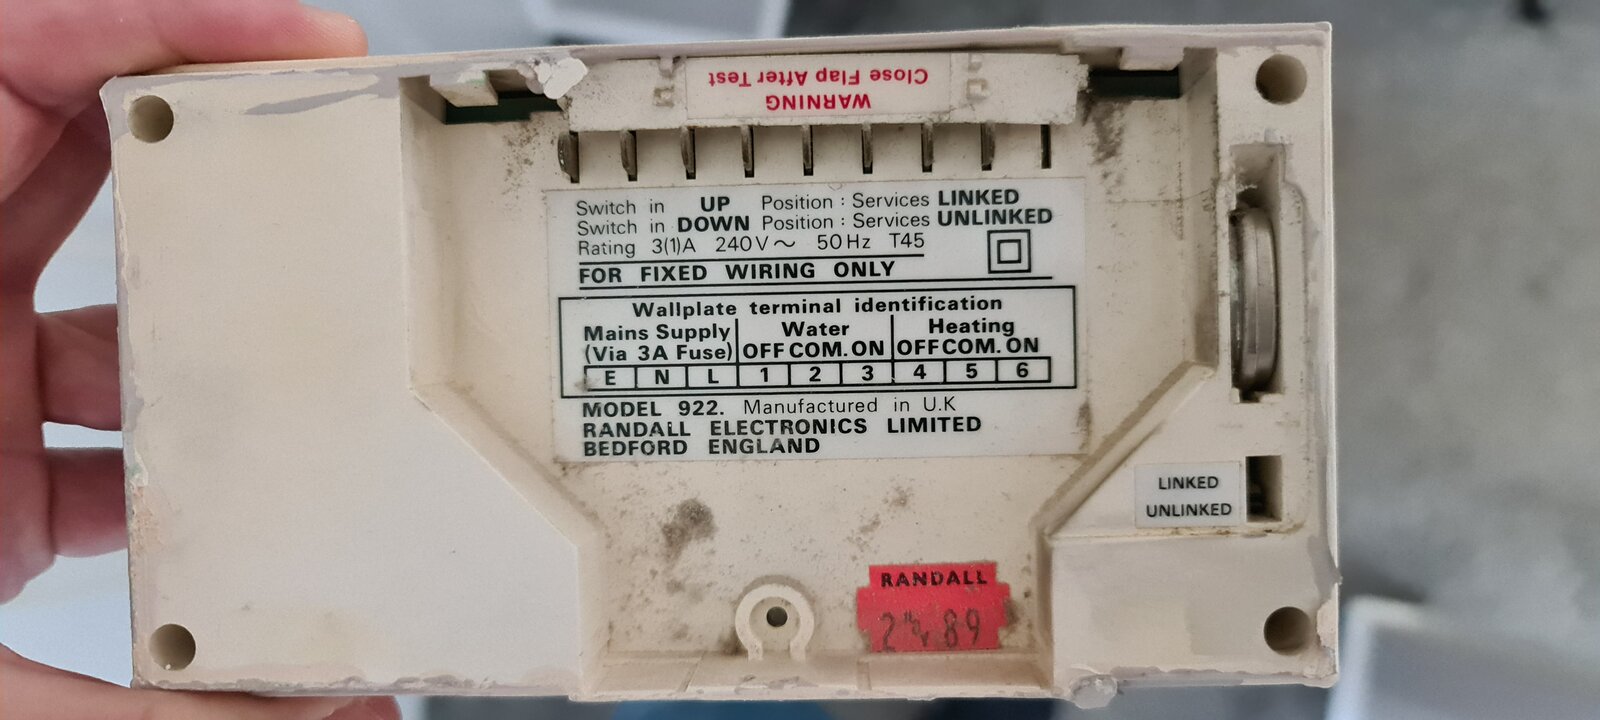 WARNING
Close Flap After Test
Switch in UP Position : Services LINKED
Switch in DOWN Position : Services UNLINKED
Rating 3(1)A 240V~ 50Hz T45
FOR FIXED WIRING ONLY
Wallplate terminal identification
Mains Supply Water Heating
(Via 3A Fuse) OFF COM. ON OFF COM. ON
E N L 1 2 3 4 5 6
MODEL 922. Manufactured in U.K
RANDALL ELECTRONICS LIMITED
BEDFORD ENGLAND
LINKED
UNLINKED
RANDALL
89